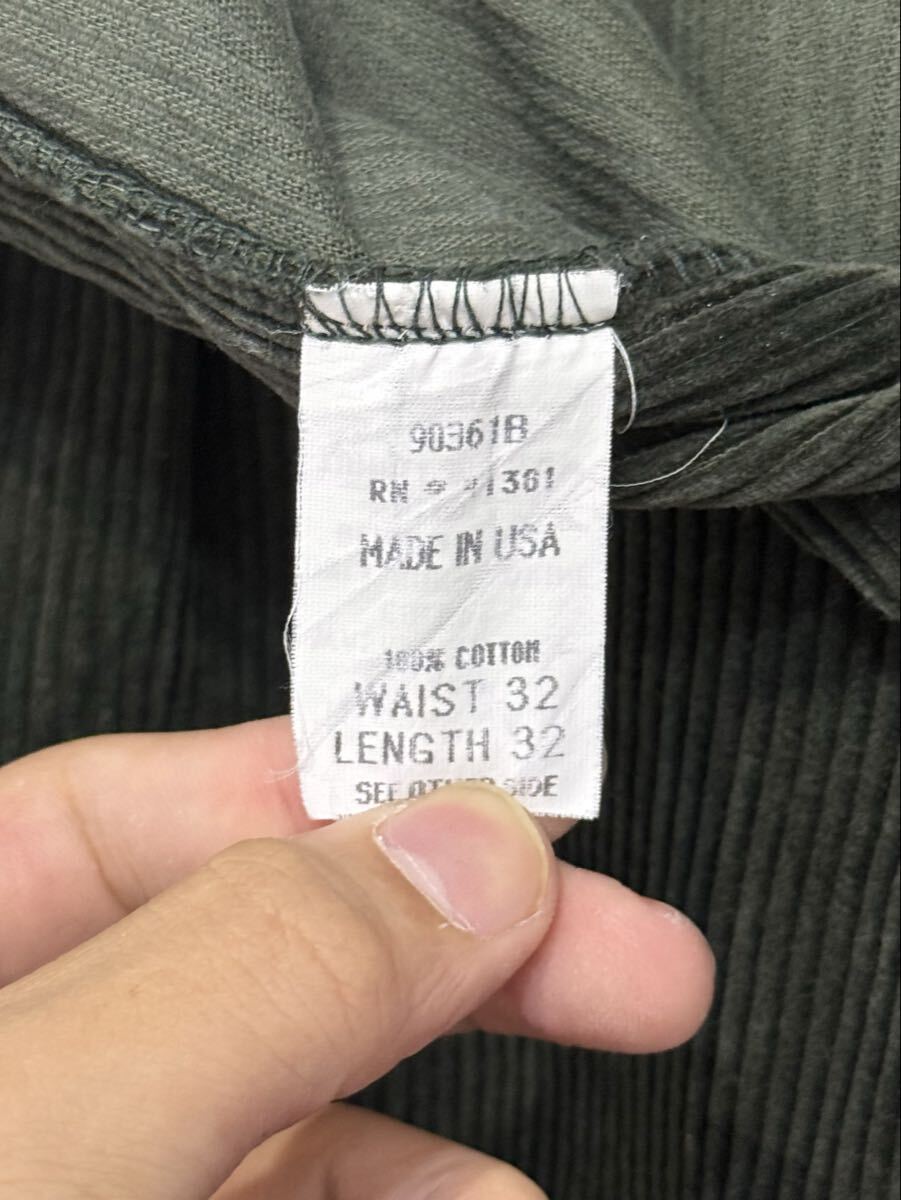 90361B
RN #
MADE IN USA
100% COTTON
WAIST 32
LENGTH 32
SEE OTHER SIDE